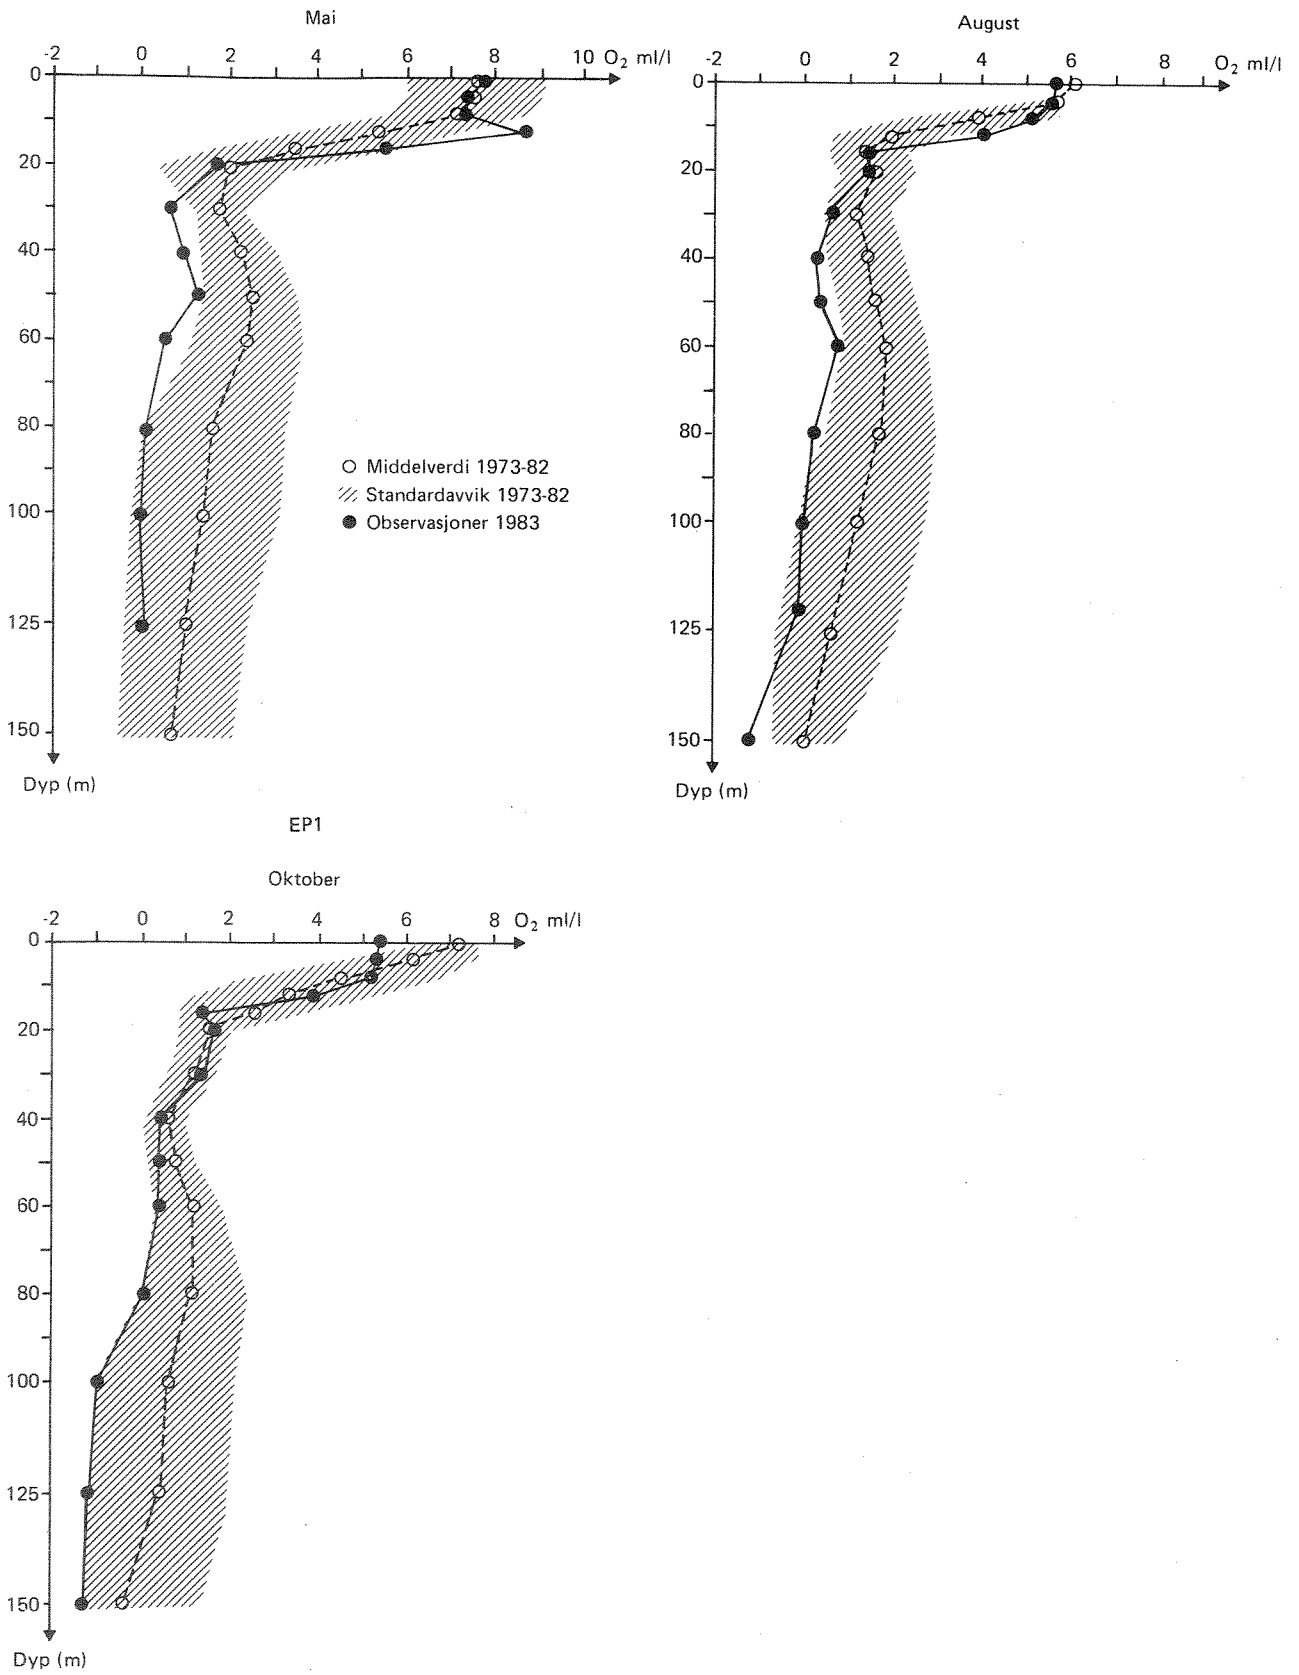 Mai
-2 0 2 4 6 8 10 O2 ml/l
0
20
40
60
80
100
125
150
Dyp (m)
○ Middelverdi 1973-82
Standardavvik 1973-82
● Observasjoner 1983
August
-2 0 2 4 6 O2 ml/l
0
20
40
60
80
100
125
150
Dyp (m)
EP1
Oktober
-2 0 2 4 6 8 O2 ml/l
0
20
40
60
80
100
125
150
Dyp (m)